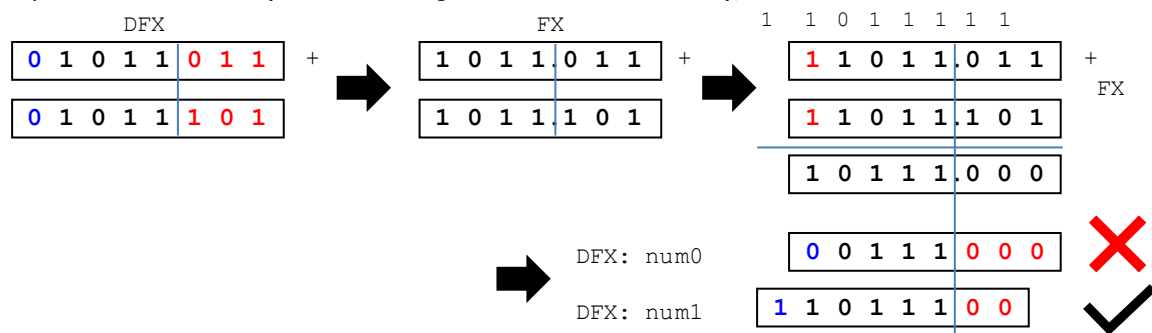 DFX
0 1 0 1 1 0 1 1 +
0 1 0 1 1 1 0 1
FX
1 0 1 1.0 1 1 +
1 0 1 1.1 0 1
1 1 0 1 1 1 1 1
1 1 0 1 1.0 1 1 +
FX
1 1 0 1 1.1 0 1
1 0 1 1 1.0 0 0
DFX: num0 0 0 1 1 1 0 0 0
DFX: num1 1 1 0 1 1 1 0 0